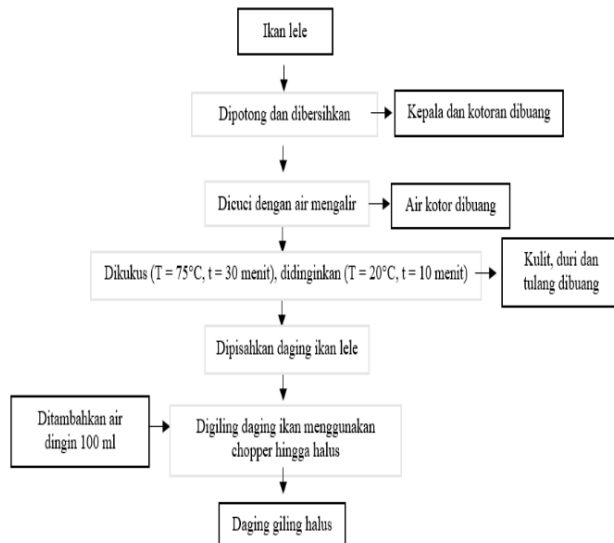 Ikan lele
Dipotong dan dibersihkan
Kepala dan kotoran dibuang
Dicuci dengan air mengalir
Air kotor dibuang
Dikukus (T = 75°C, t = 30 menit), didinginkan (T = 20°C, t = 10 menit)
Kulit, duri dan
tulang dibuang
Dipisahkan daging ikan lele
Ditambahkan air
dingin 100 ml
Digiling daging ikan menggunakan
chopper hingga halus
Daging giling halus